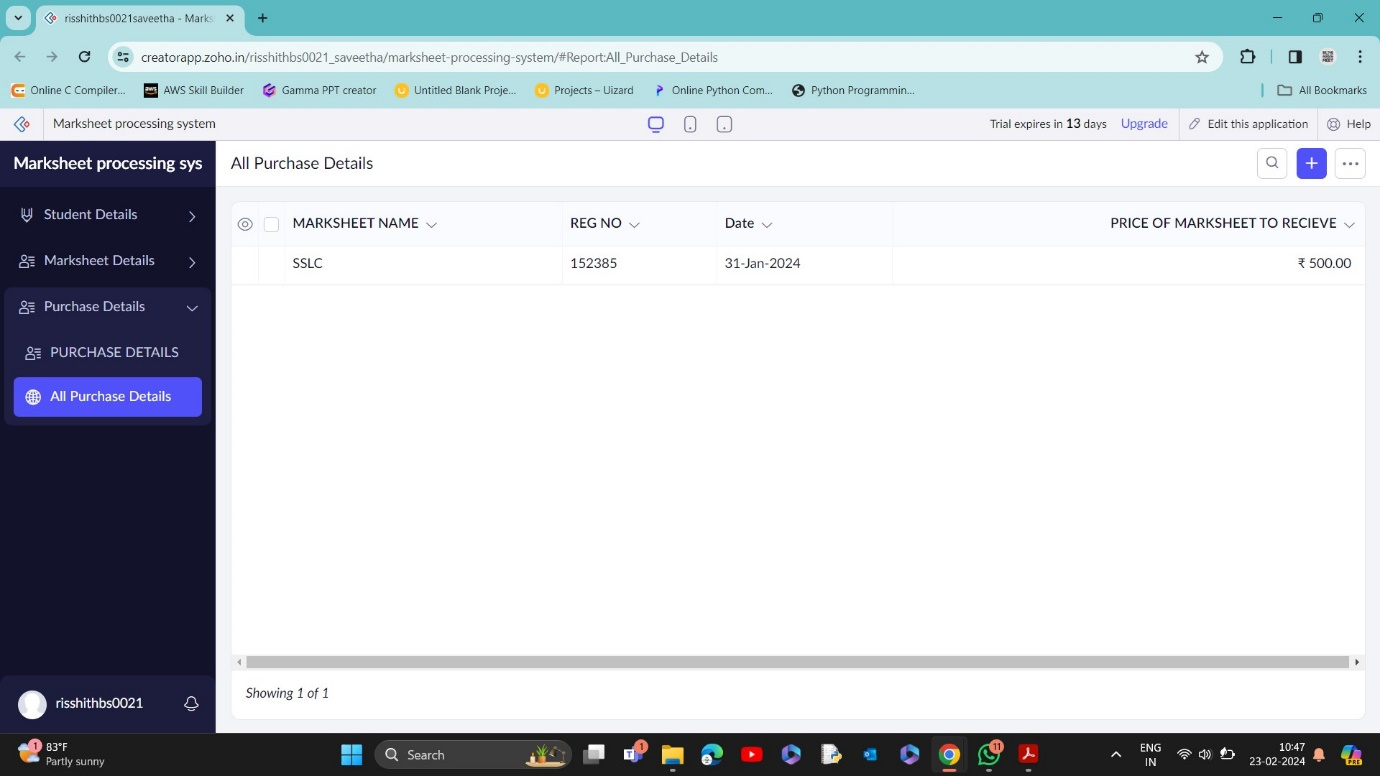 risshithbs0021saveetha - Marks
creatorapp.zoho.in/risshithbs0021_saveetha/marksheet-processing-system/#Report:All_Purchase_Details
Online C Compiler... AWS Skill Builder Gamma PPT creator Untitled Blank Proje... Projects – Uizard Online Python Com... Python Programmin... All Bookmarks
Marksheet processing system Trial expires in 13 days Upgrade Edit this application Help
Marksheet processing sys
Student Details
Marksheet Details
Purchase Details
PURCHASE DETAILS
All Purchase Details
risshithbs0021
All Purchase Details
MARKSHEET NAME REG NO Date PRICE OF MARKSHEET TO RECIEVE
SSLC 152385 31-Jan-2024 ₹ 500.00
Showing 1 of 1
1 83°F
Partly sunny
Search
1
11
ENG
IN
10:47
23-02-2024
PRE